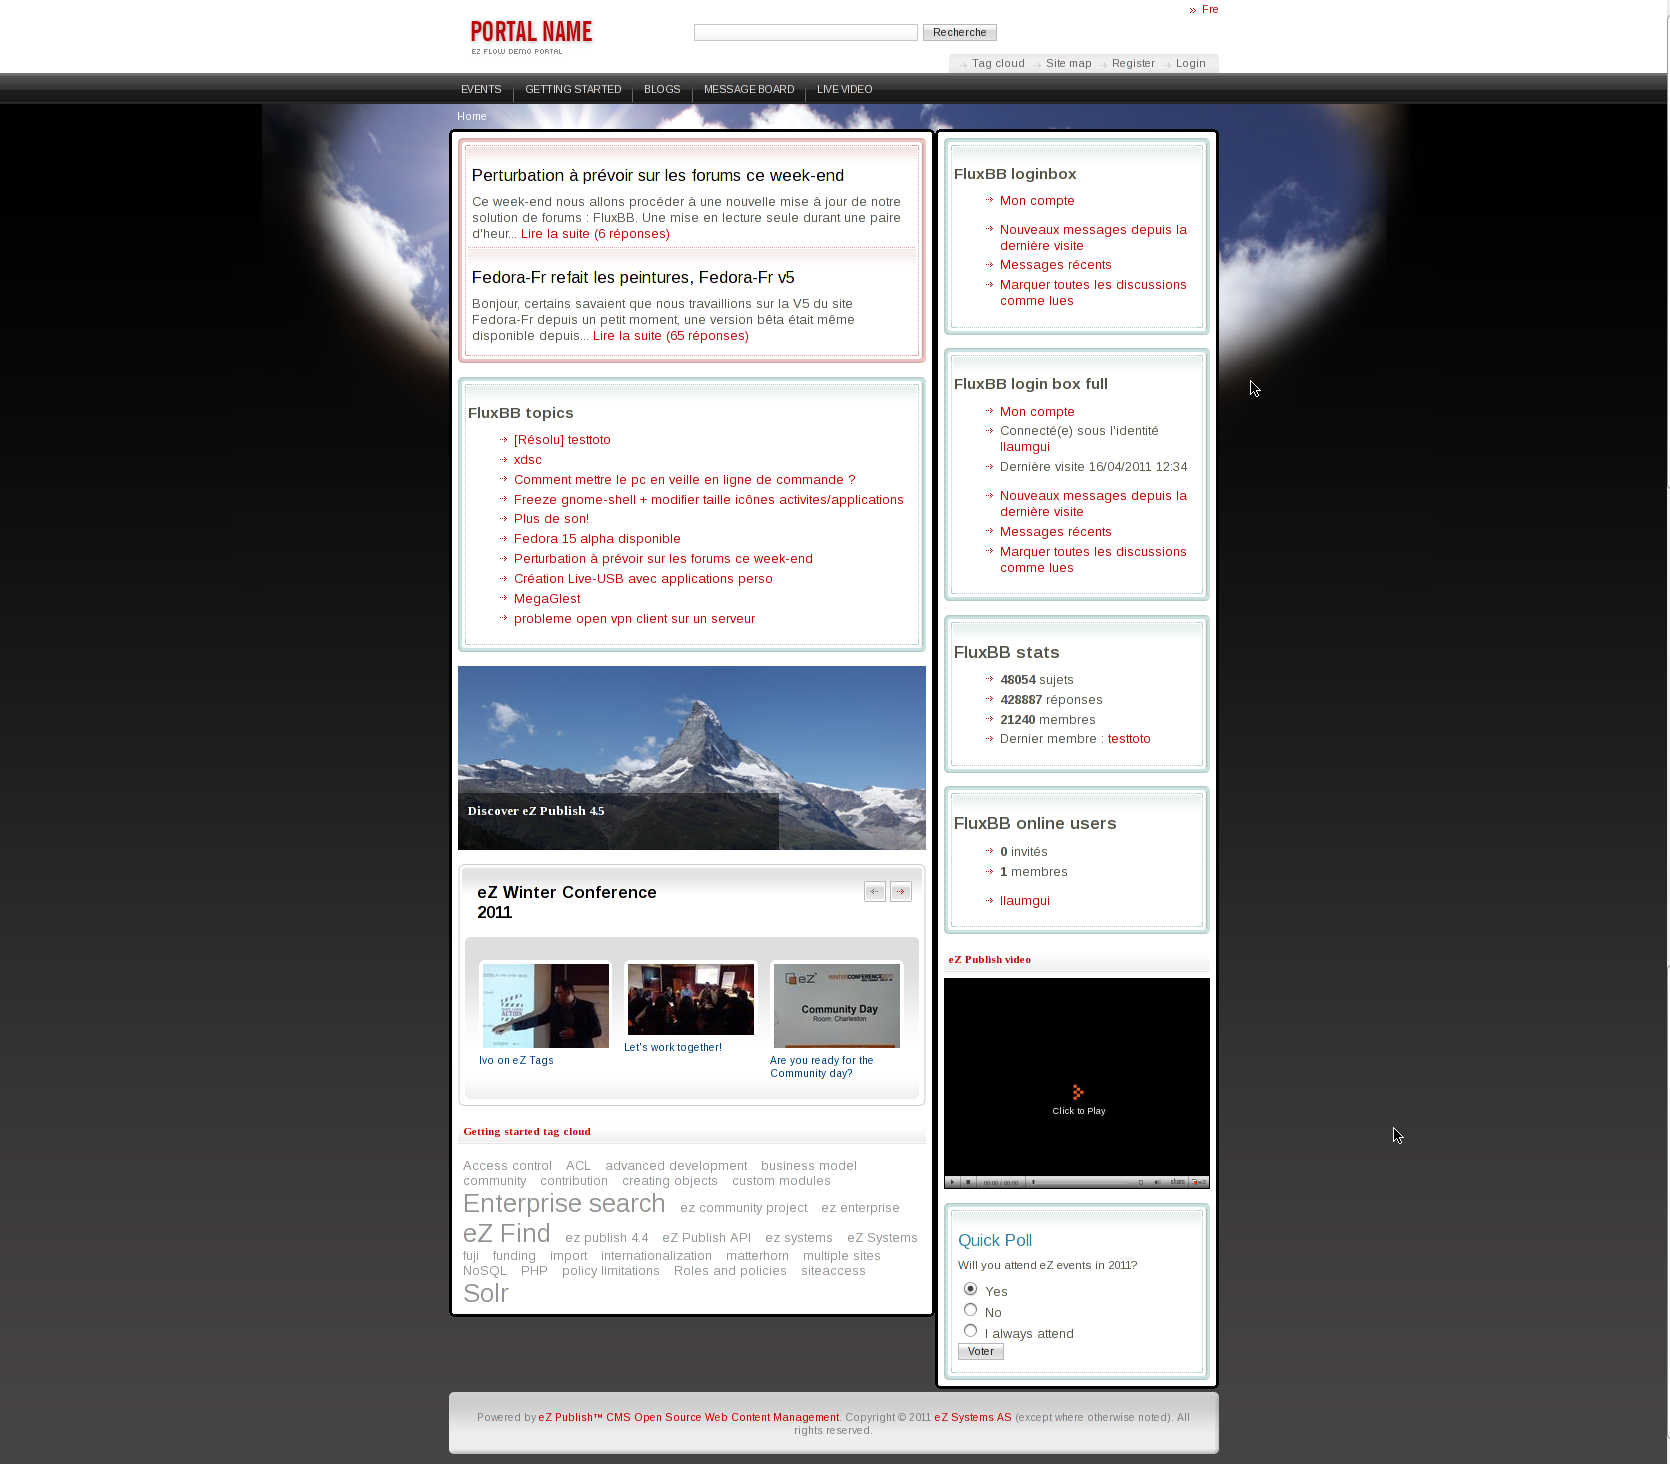 Fre
PORTAL NAME
EZ FLOW DEMO PORTAL
Recherche
Tag cloud Site map Register Login
EVENTS GETTING STARTED BLOGS MESSAGE BOARD LIVE VIDEO
Home
Perturbation à prévoir sur les forums ce week-end
Ce week-end nous allons procéder à une nouvelle mise à jour de notre
solution de forums : FluxBB. Une mise en lecture seule durant une paire
d'heur... Lire la suite (6 réponses)
Fedora-Fr refait les peintures, Fedora-Fr v5
Bonjour, certains savaient que nous travaillions sur la V5 du site
Fedora-Fr depuis un petit moment, une version bêta était même
disponible depuis... Lire la suite (65 réponses)
FluxBB topics
[Résolu] testtoto
xdsc
Comment mettre le pc en veille en ligne de commande ?
Freeze gnome-shell + modifier taille icônes activites/applications
Plus de son!
Fedora 15 alpha disponible
Perturbation à prévoir sur les forums ce week-end
Création Live-USB avec applications perso
MegaGlest
probleme open vpn client sur un serveur
Discover eZ Publish 4.5
eZ Winter Conference
2011
eZ
WINTERCONFERENCE2011
Community Day
Room: Charleston
Ivo on eZ Tags
Let's work together!
Are you ready for the
Community day?
Getting started tag cloud
Access control ACL advanced development business model
community contribution creating objects custom modules
Enterprise search ez community project ez enterprise
eZ Find ez publish 4.4 eZ Publish API ez systems eZ Systems
fuji funding import internationalization matterhorn multiple sites
NoSQL PHP policy limitations Roles and policies siteaccess
Solr
FluxBB loginbox
Mon compte
Nouveaux messages depuis la
dernière visite
Messages récents
Marquer toutes les discussions
comme lues
FluxBB login box full
Mon compte
Connecté(e) sous l'identité
llaumgui
Dernière visite 16/04/2011 12:34
Nouveaux messages depuis la
dernière visite
Messages récents
Marquer toutes les discussions
comme lues
FluxBB stats
48054 sujets
428887 réponses
21240 membres
Dernier membre : testtoto
FluxBB online users
0 invités
1 membres
llaumgui
eZ Publish video
Click to Play
00:00 / 00:00
share
eZ
Quick Poll
Will you attend eZ events in 2011?
Yes
No
I always attend
Voter
Powered by eZ Publish™ CMS Open Source Web Content Management. Copyright © 2011 eZ Systems AS (except where otherwise noted). All
rights reserved.